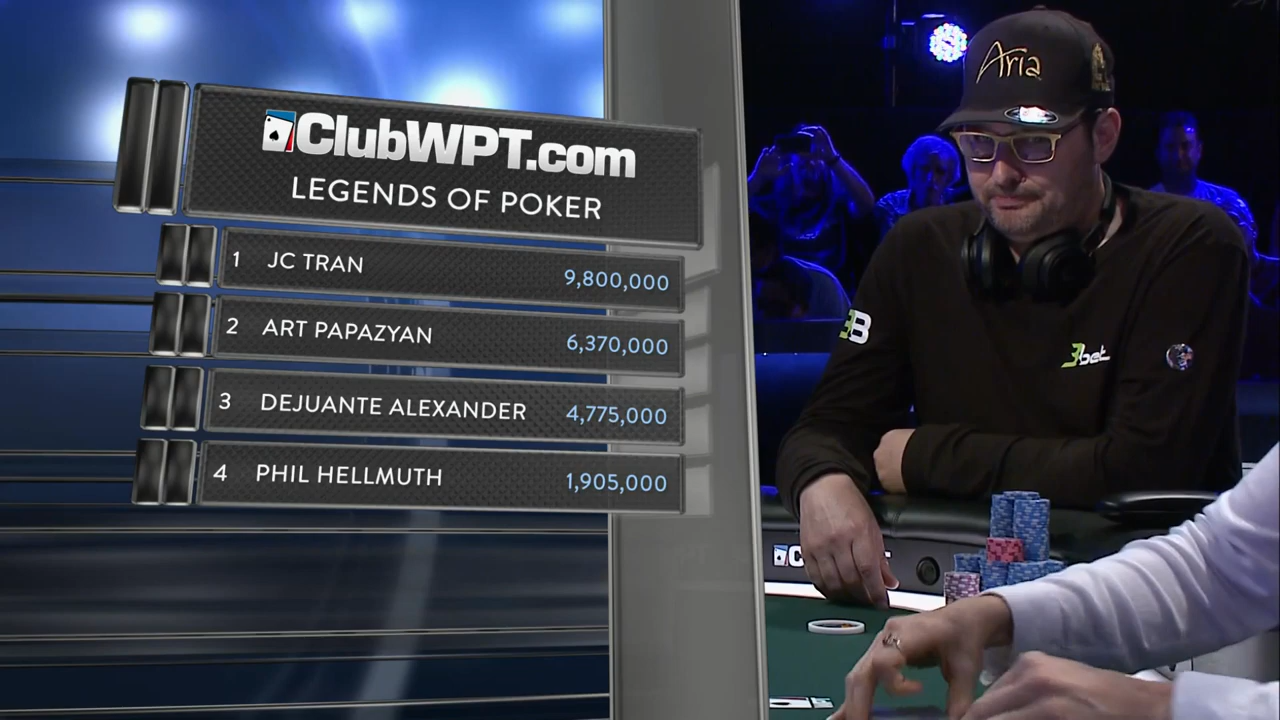 ClubWPT.com
LEGENDS OF POKER
1 JC TRAN 9,800,000
2 ART PAPAZYAN 6,370,000
3 DEJUANTE ALEXANDER 4,775,000
4 PHIL HELLMUTH 1,905,000
Aria
3bet